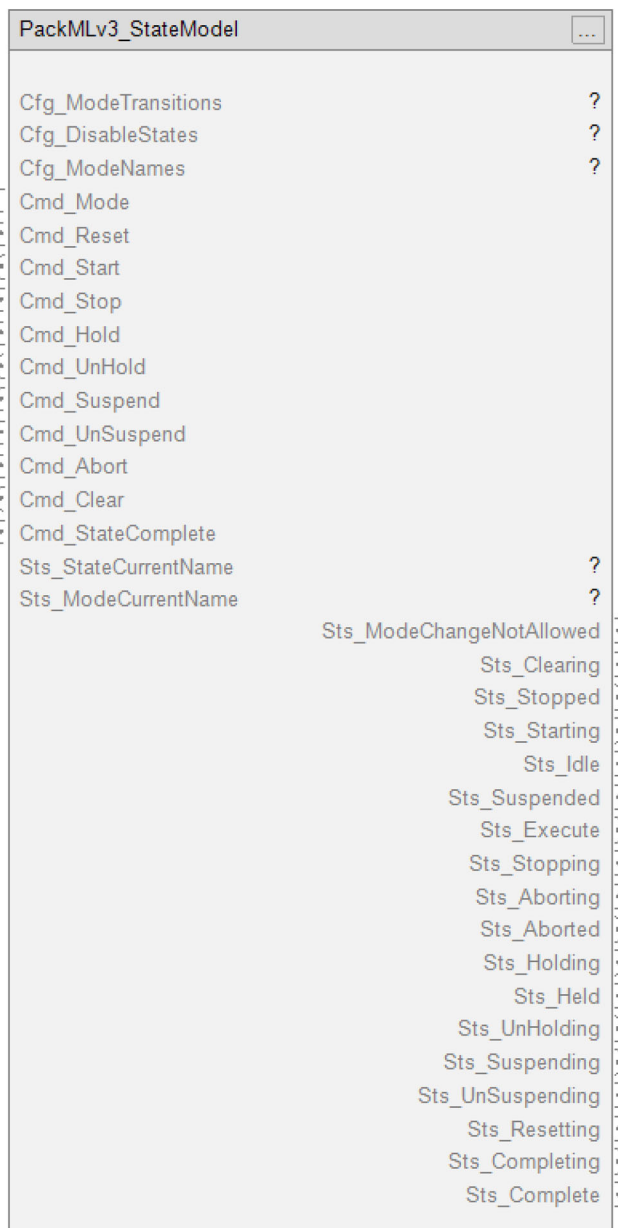 PackMLv3_StateModel ...
Cfg_ModeTransitions ?
Cfg_DisableStates ?
Cfg_ModeNames ?
Cmd_Mode
Cmd_Reset
Cmd_Start
Cmd_Stop
Cmd_Hold
Cmd_UnHold
Cmd_Suspend
Cmd_UnSuspend
Cmd_Abort
Cmd_Clear
Cmd_StateComplete
Sts_StateCurrentName ?
Sts_ModeCurrentName ?
Sts_ModeChangeNotAllowed
Sts_Clearing
Sts_Stopped
Sts_Starting
Sts_Idle
Sts_Suspended
Sts_Execute
Sts_Stopping
Sts_Aborting
Sts_Aborted
Sts_Holding
Sts_Held
Sts_UnHolding
Sts_Suspending
Sts_UnSuspending
Sts_Resetting
Sts_Completing
Sts_Complete